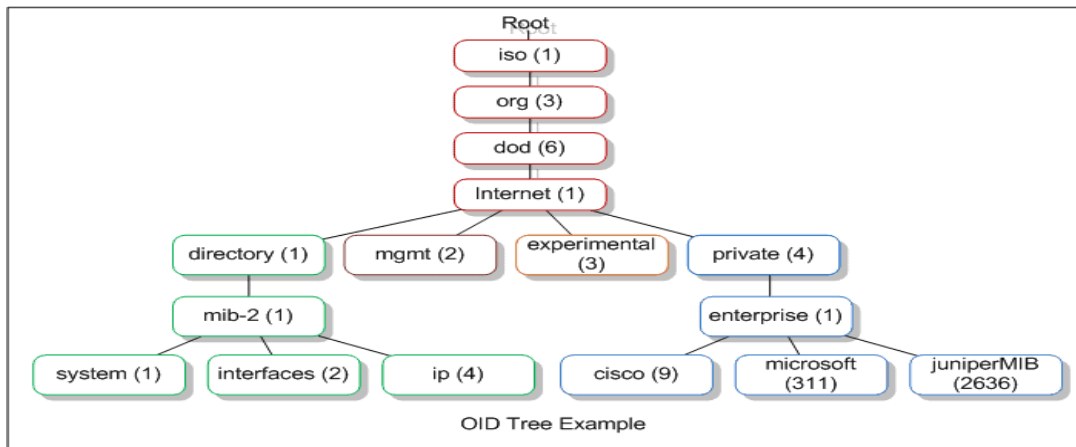 Root
iso (1)
org (3)
dod (6)
Internet (1)
directory (1)
mgmt (2)
experimental
(3)
private (4)
mib-2 (1)
enterprise (1)
system (1)
interfaces (2)
ip (4)
cisco (9)
microsoft
(311)
juniperMIB
(2636)
OID Tree Example